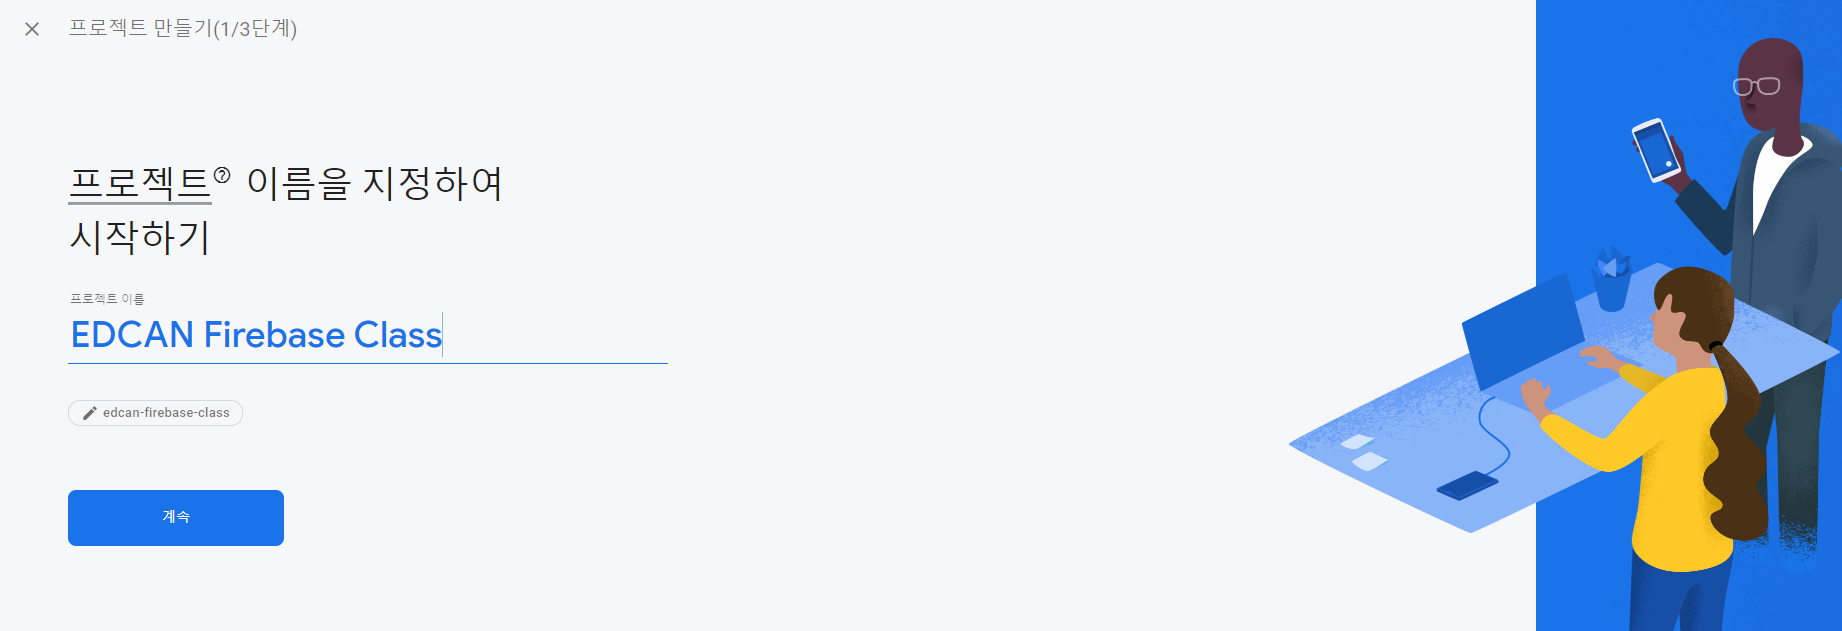 프로젝트 만들기(1/3단계)
프로젝트 이름을 지정하여
시작하기
프로젝트 이름
EDCAN Firebase Class
edcan-firebase-class
계속